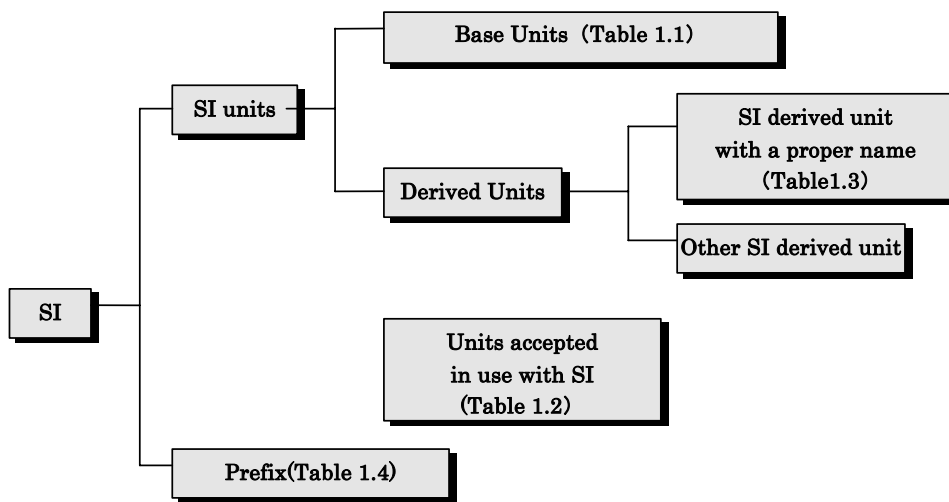 Base Units (Table 1.1)
SI units
SI derived unit
with a proper name
(Table1.3)
Derived Units
Other SI derived unit
SI
Units accepted
in use with SI
(Table 1.2)
Prefix(Table 1.4)